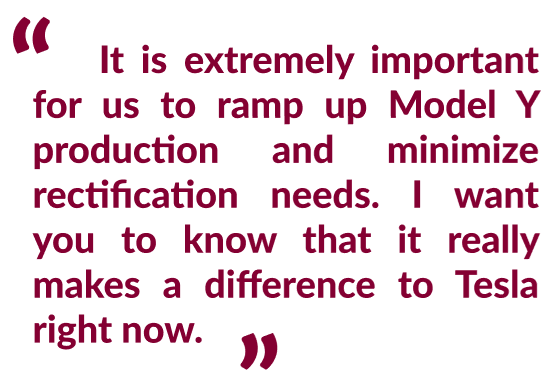 “ It is extremely important
for us to ramp up Model Y
production and minimize
rectification needs. I want
you to know that it really
makes a difference to Tesla
right now. ”